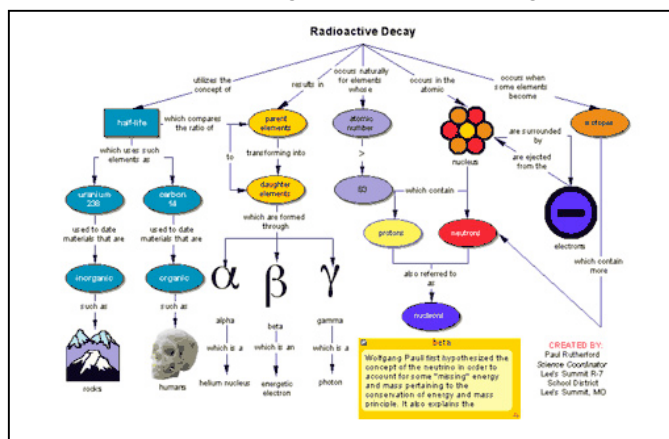 Radioactive Decay
utilizes the
concept of
results in
occurs naturally
for elements
whose
occurs in the
atomic
occurs when
some elements
become
half-life
which compares
the ratio of
parent
elements
atomic
number
nucleus
isotopes
are surrounded
by
are ejected
from the
which uses such
elements as
to
transforming into
>
uranium
238
carbon
14
daughter
elements
83
which contain
electrons
used to date
materials that are
used to date
materials that are
which are formed
through
protons
neutrons
which contain
more
inorganic
organic
α
β
γ
also referred to
as
such as
such as
alpha
beta
gamma
nucleons
which is a
which is an
which is a
rocks
humans
helium nucleus
energetic
electron
photon
beta
Wolfgang Pauli first hypothesized the
concept of the neutrino in order to
account for some "missing" energy
and mass pertaining to the
conservation of energy and mass
principle. It also explains the
CREATED BY:
Paul Rutherford
Science Coordinator
Lee's Summit R-7
School District
Lee's Summit, MO